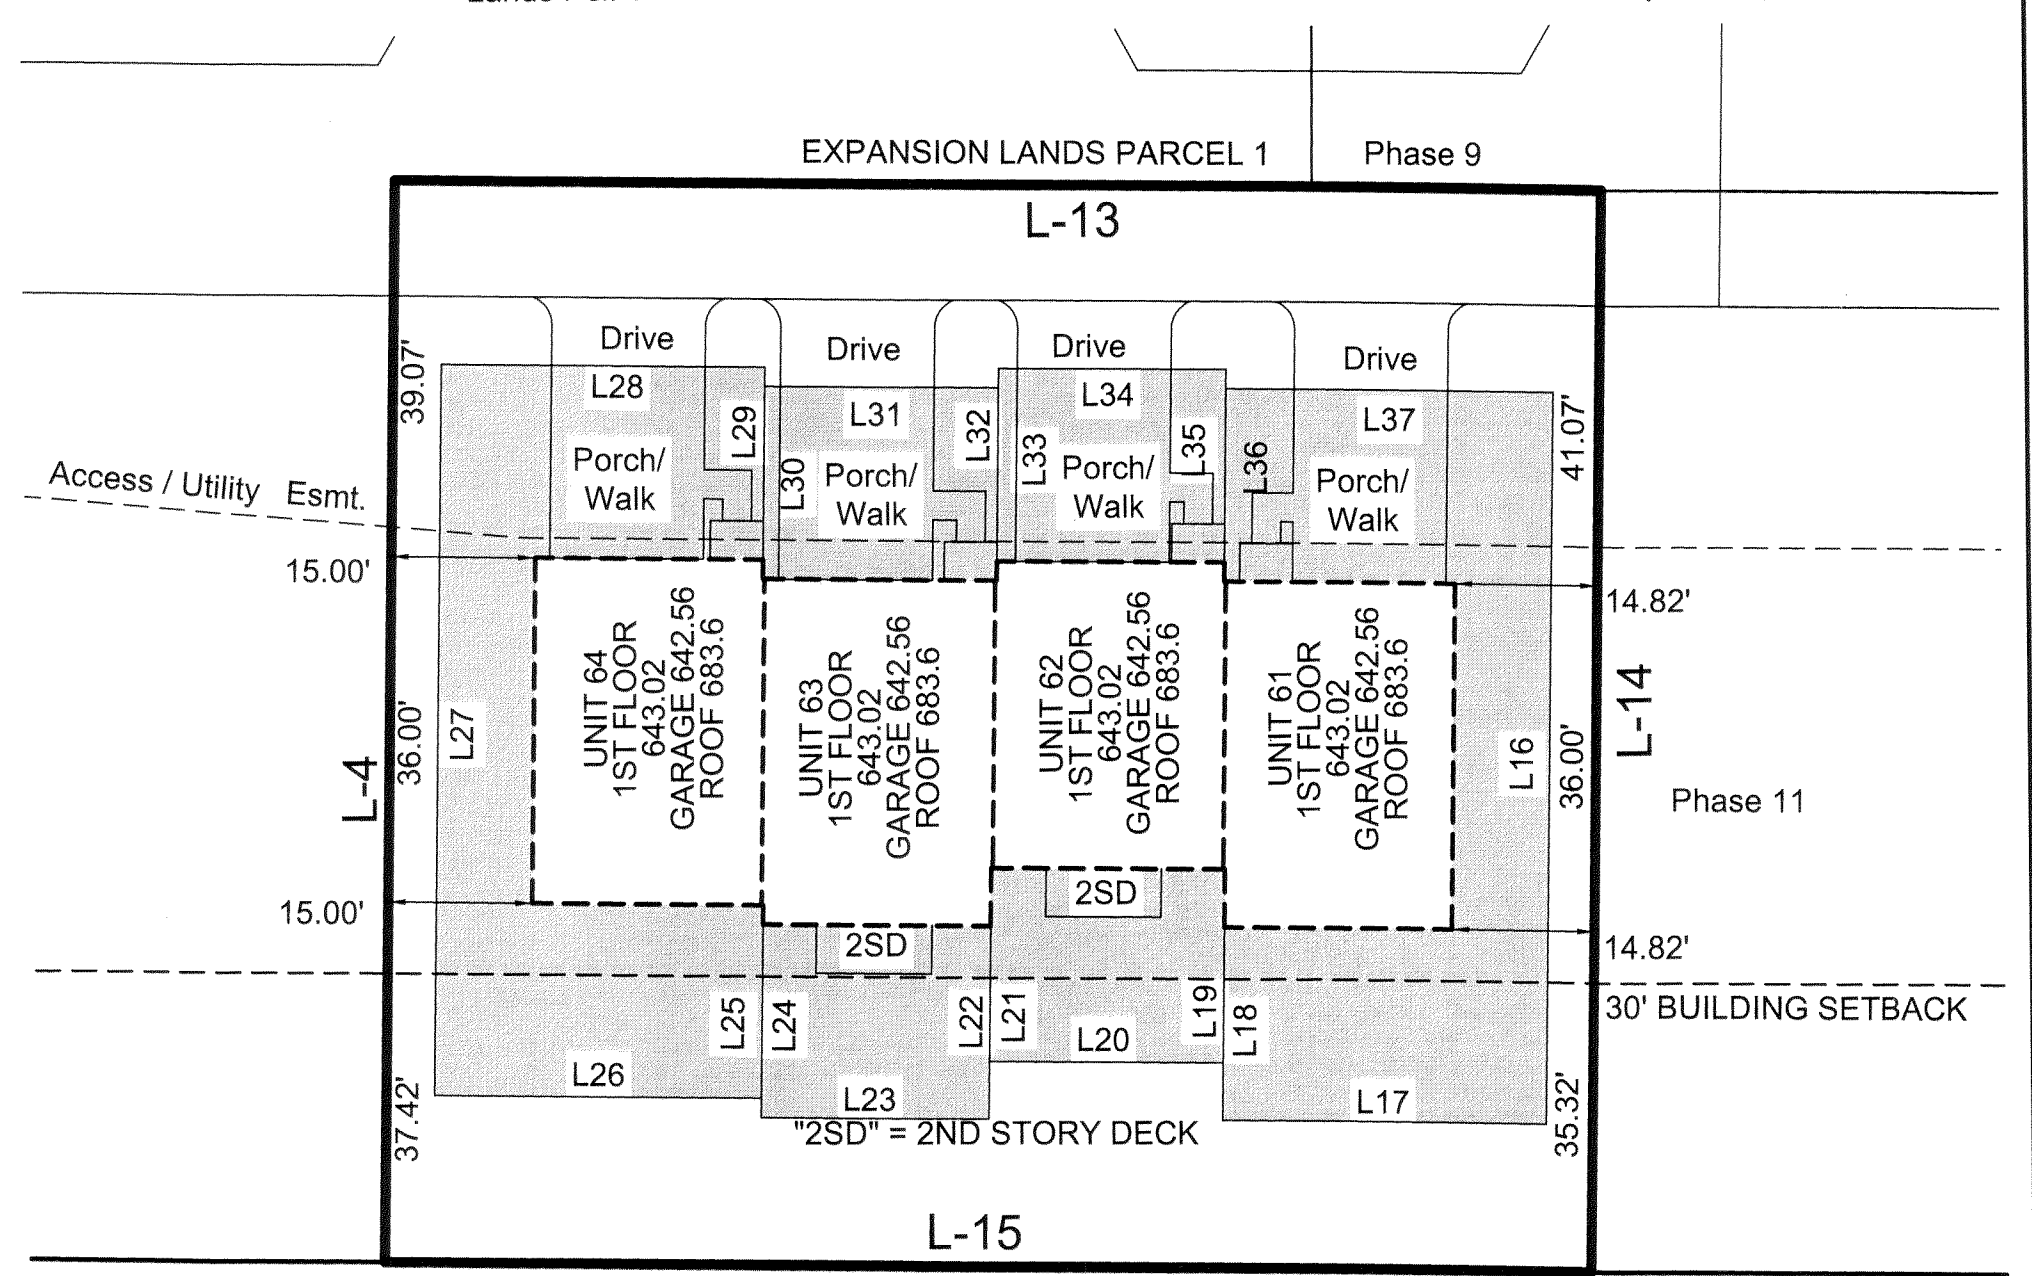 EXPANSION LANDS PARCEL 1
Phase 9
L-13
Drive
Drive
Drive
Drive
39.07'
41.07'
L28
L29
L30
L31
L32
L33
L34
L35
L36
L37
Porch/
Walk
Porch/
Walk
Porch/
Walk
Porch/
Walk
Access / Utility Esmt.
15.00'
14.82'
UNIT 64
1ST FLOOR
643.02
GARAGE 642.56
ROOF 683.6
UNIT 63
1ST FLOOR
643.02
GARAGE 642.56
ROOF 683.6
UNIT 62
1ST FLOOR
643.02
GARAGE 642.56
ROOF 683.6
UNIT 61
1ST FLOOR
643.02
GARAGE 642.56
ROOF 683.6
L-4
36.00'
L27
L16
36.00'
L-14
Phase 11
15.00'
2SD
2SD
14.82'
30' BUILDING SETBACK
L25
L24
L22
L21
L19
L18
L26
L23
L20
L17
37.42'
35.32'
"2SD" = 2ND STORY DECK
L-15